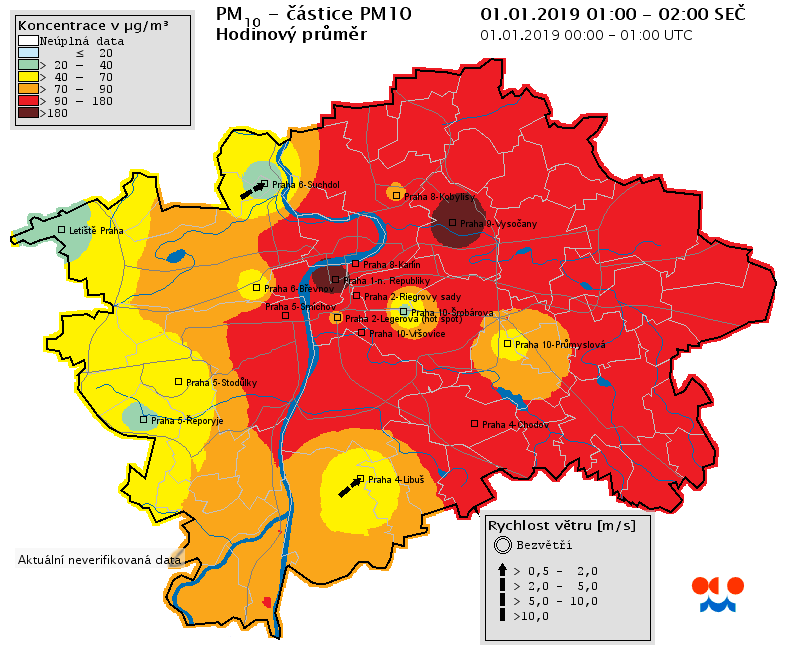 PM10 – částice PM10
Hodinový průměr
01.01.2019 01:00 – 02:00 SEČ
01.01.2019 00:00 – 01:00 UTC
Koncentrace v µg/m³
Neúplná data
≤ 20
> 20 – 40
> 40 – 70
> 70 – 90
> 90 – 180
>180
Praha 6-Suchdol
Praha 8-Kobylisy
Praha 9-Vysočany
Letiště Praha
Praha 8-Karlín
Praha 1-n. Republiky
Praha 6-Břevnov
Praha 2-Riegrovy sady
Praha 5-Smíchov
Praha 10-Šrobárova
Praha 2-Legerova (hot spot)
Praha 10-Vršovice
Praha 10-Průmyslová
Praha 5-Stodůlky
Praha 5-Řeporyje
Praha 4-Chodov
Praha 4-Libuš
Rychlost větru [m/s]
Bezvětří
> 0,5 – 2,0
> 2,0 – 5,0
> 5,0 – 10,0
>10,0
Aktuální neverifikovaná data